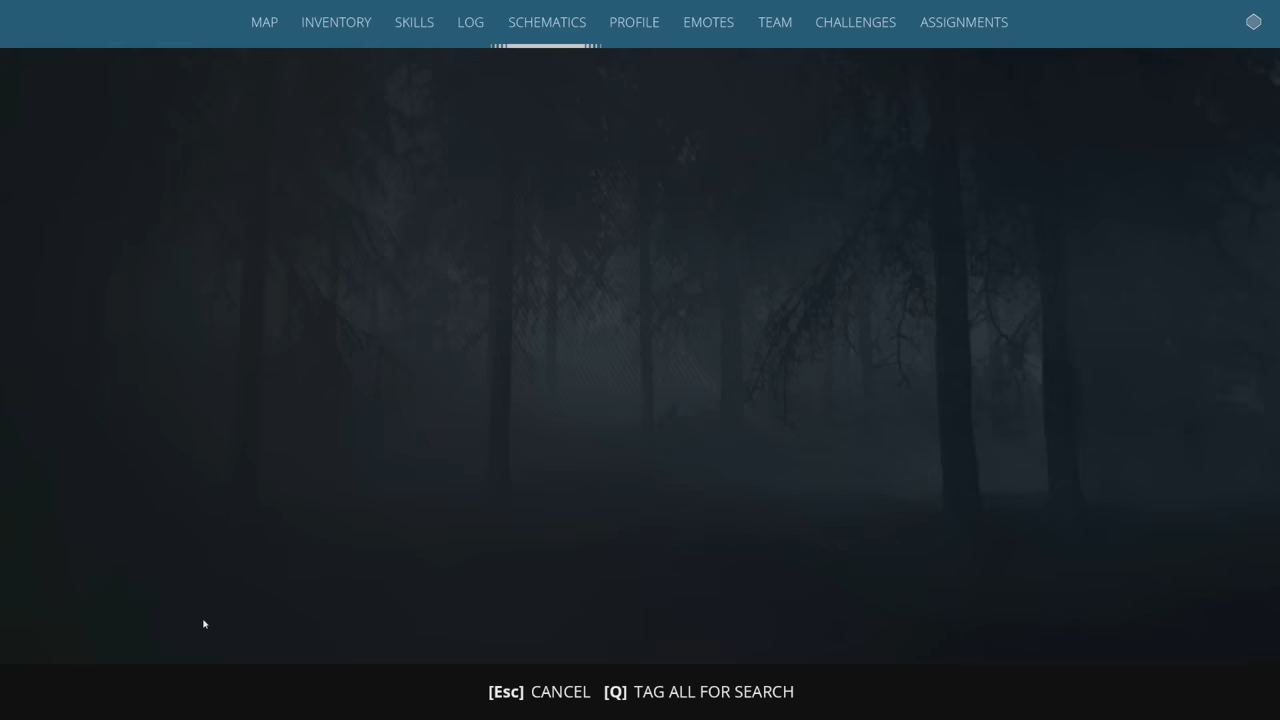 MAP INVENTORY SKILLS LOG SCHEMATICS PROFILE EMOTES TEAM CHALLENGES ASSIGNMENTS
[Esc] CANCEL [Q] TAG ALL FOR SEARCH